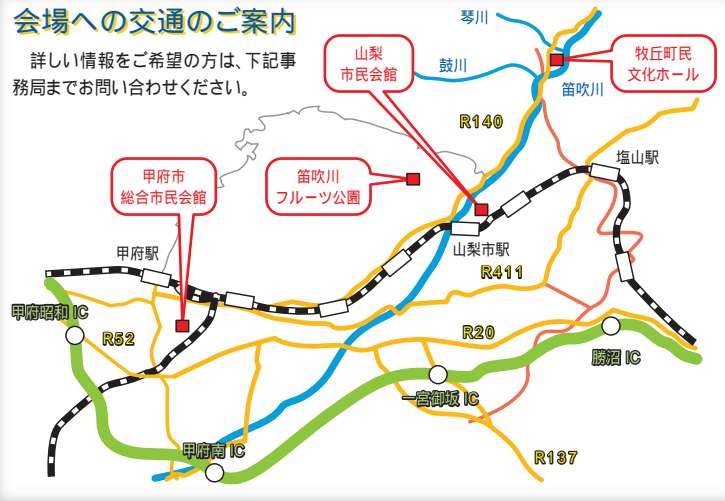 会場への交通のご案内
詳しい情報をご希望の方は、下記事
務局までお問い合わせください。
琴川
鼓川
笛吹川
山梨
市民会館
牧丘町民
文化ホール
R140
塩山駅
甲府市
総合市民会館
笛吹川
フルーツ公園
甲府駅
山梨市駅
R411
甲府昭和 IC
R52
R20
勝沼 IC
一宮御坂 IC
甲府南 IC
R137